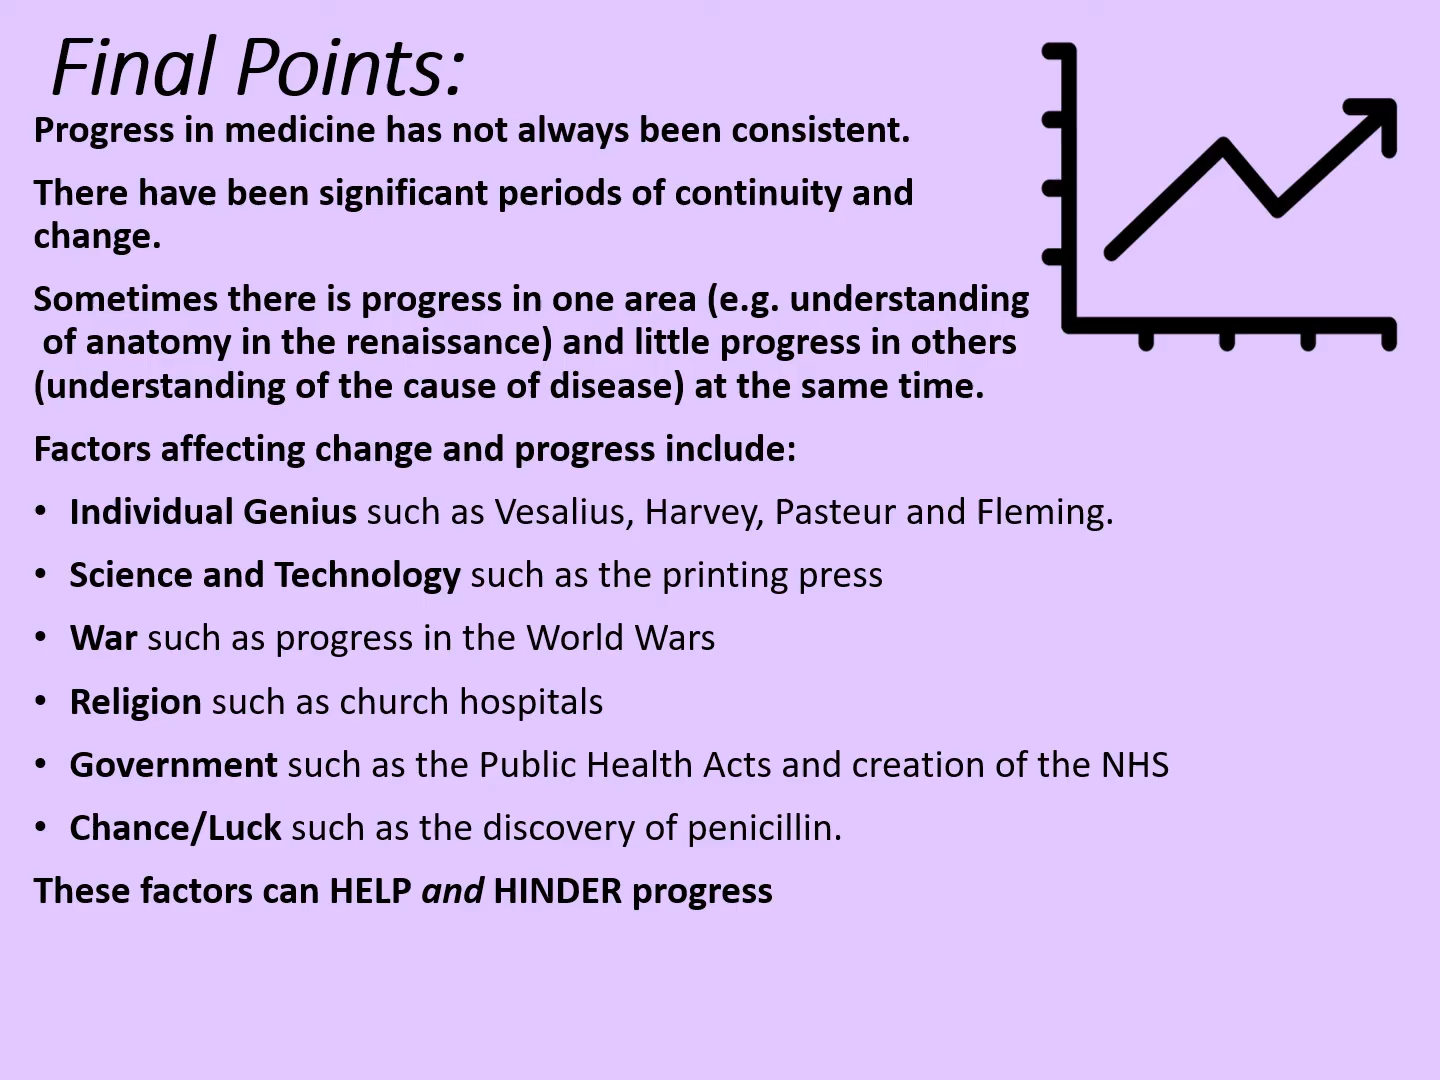 Final Points:
Progress in medicine has not always been consistent.
There have been significant periods of continuity and
change.
Sometimes there is progress in one area (e.g. understanding
of anatomy in the renaissance) and little progress in others
(understanding of the cause of disease) at the same time.
Factors affecting change and progress include:
• Individual Genius such as Vesalius, Harvey, Pasteur and Fleming.
• Science and Technology such as the printing press
• War such as progress in the World Wars
• Religion such as church hospitals
• Government such as the Public Health Acts and creation of the NHS
• Chance/Luck such as the discovery of penicillin.
These factors can HELP and HINDER progress